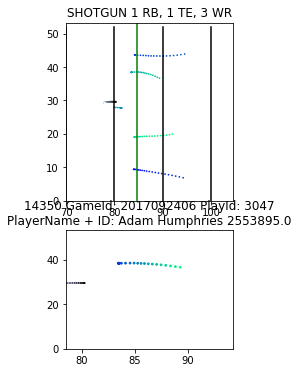 SHOTGUN 1 RB, 1 TE, 3 WR
50
40
30
20
10
0
70 80 90 100
14350 GameId: 2017092406 PlayId: 3047
PlayerName + ID: Adam Humphries 2553895.0
40
20
0
80 85 90